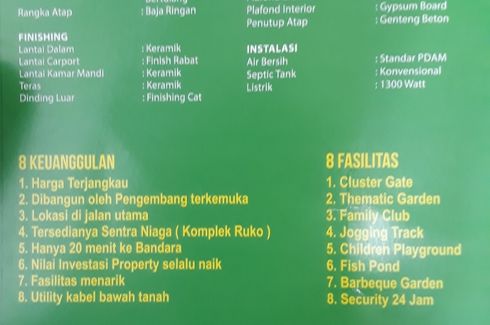 Rangka Atap : Baja Ringan
Plafond Interior : Gypsum Board
Penutup Atap : Genteng Beton
FINISHING
Lantai Dalam : Keramik
Lantai Carport : Finish Rabat
Lantai Kamar Mandi : Keramik
Teras : Keramik
Dinding Luar : Finishing Cat
INSTALASI
Air Bersih : Standar PDAM
Septic Tank : Konvensional
Listrik : 1300 Watt
8 KEUANGGULAN
1. Harga Terjangkau
2. Dibangun oleh Pengembang terkemuka
3. Lokasi di jalan utama
4. Tersedianya Sentra Niaga ( Komplek Ruko )
5. Hanya 20 menit ke Bandara
6. Nilai Investasi Property selalu naik
7. Fasilitas menarik
8. Utility kabel bawah tanah
8 FASILITAS
1. Cluster Gate
2. Thematic Garden
3. Family Club
4. Jogging Track
5. Children Playground
6. Fish Pond
7. Barbeque Garden
8. Security 24 Jam